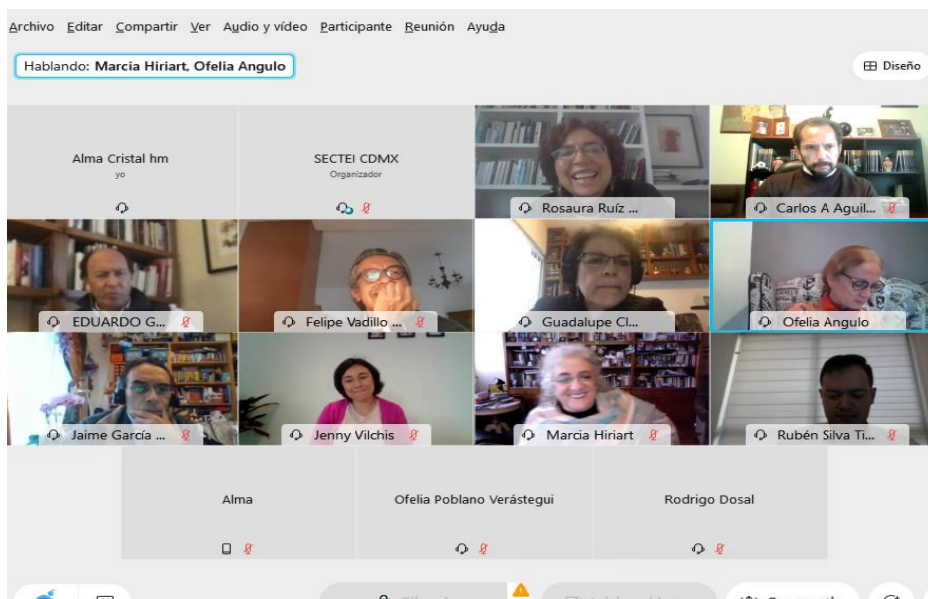 Archivo Editar Compartir Ver Audio y vídeo Participante Reunión Ayuda
Hablando: Marcia Hiriart, Ofelia Angulo
Diseño
Alma Cristal hm
yo
SECTEI CDMX
Organizador
Rosaura Ruíz ...
Carlos A Aguil...
EDUARDO G...
Felipe Vadillo ...
Guadalupe Cl...
Ofelia Angulo
Jaime García ...
Jenny Vilchis
Marcia Hiriart
Rubén Silva Ti...
Alma
Ofelia Poblano Verástegui
Rodrigo Dosal